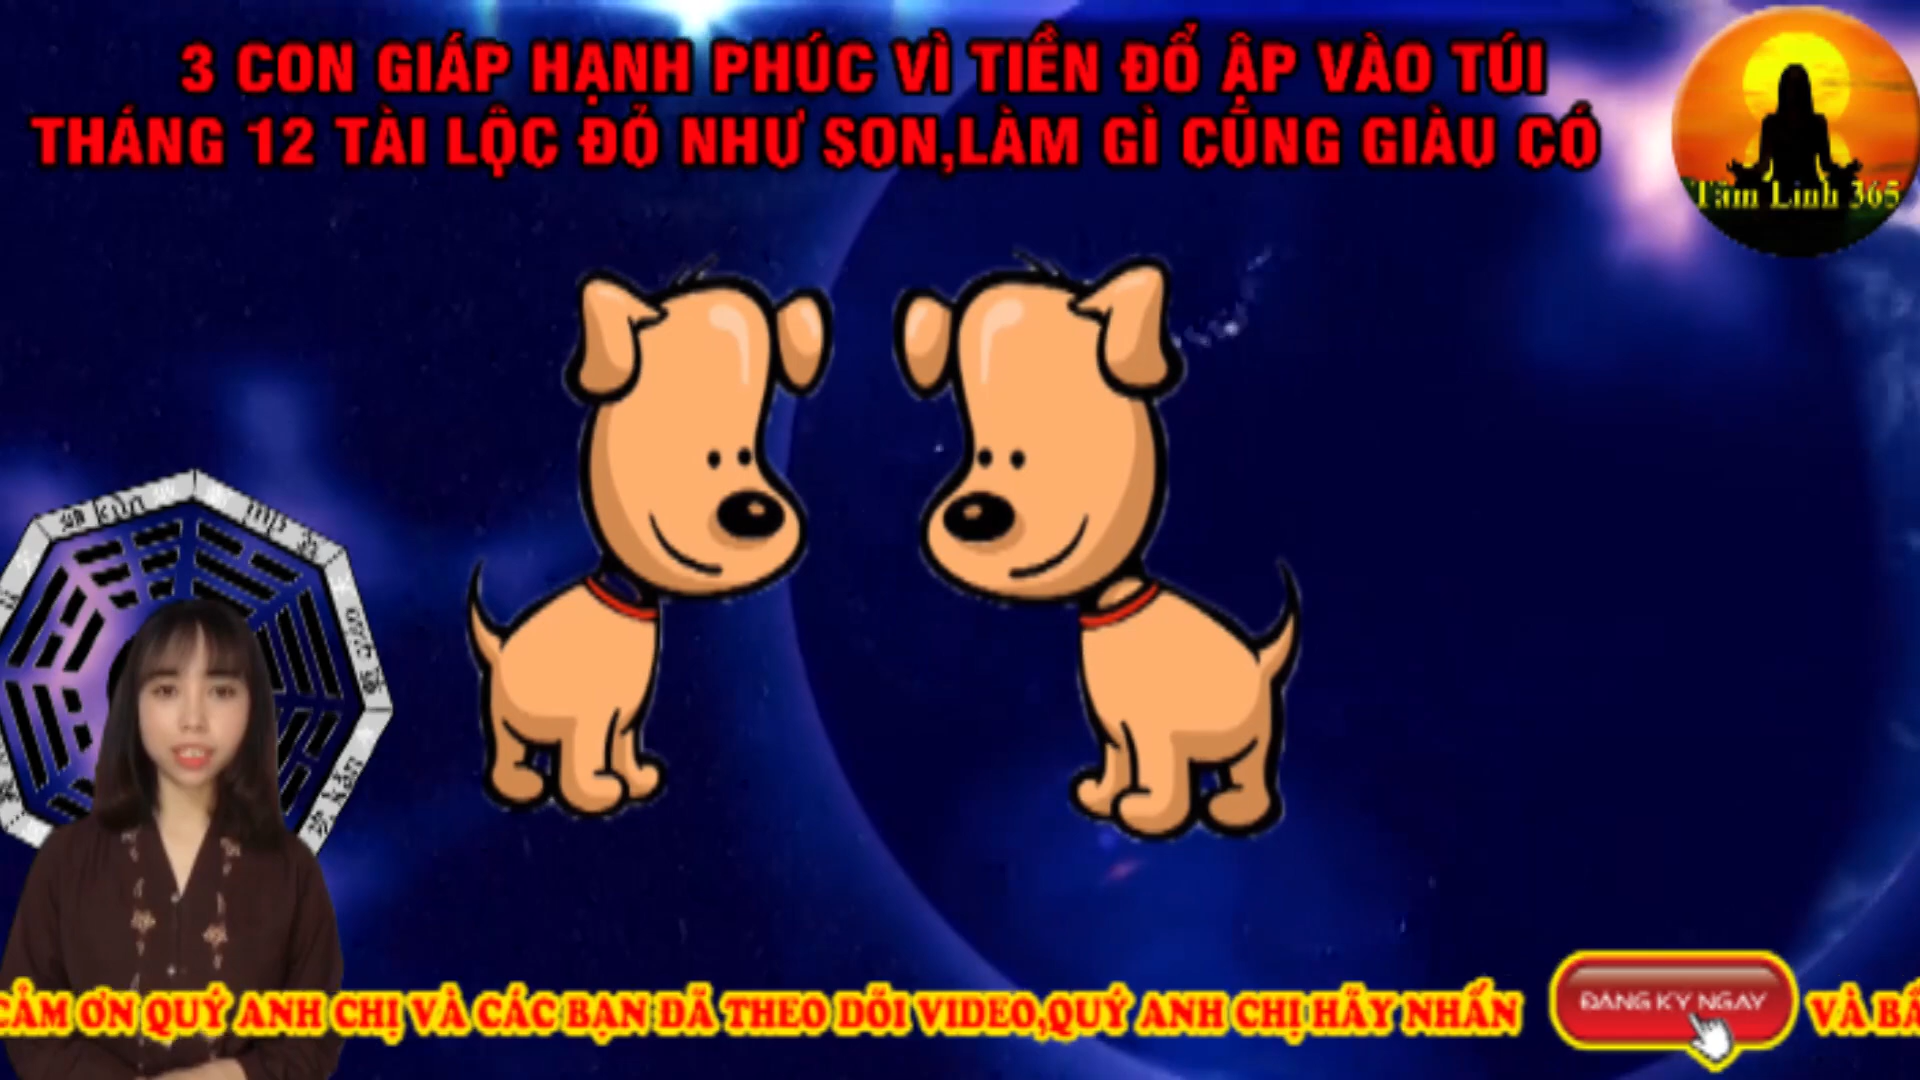 3 CON GIÁP HẠNH PHÚC VÌ TIỀN ĐỔ ẬP VÀO TÚI
THÁNG 12 TÀI LỘC ĐỎ NHƯ SON,LÀM GÌ CŨNG GIÀU CÓ
Tâm Linh 365
kūn
CẢM ƠN QUÝ ANH CHỊ VÀ CÁC BẠN ĐÃ THEO DÕI VIDEO,QUÝ ANH CHỊ HÃY NHẤN
ĐĂNG KÝ NGAY
VÀ